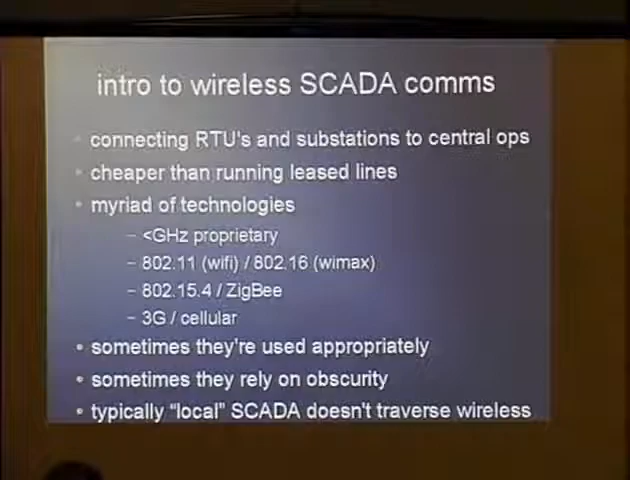 intro to wireless SCADA comms
• connecting RTU's and substations to central ops
• cheaper than running leased lines
• myriad of technologies
– <GHz proprietary
– 802.11 (wifi) / 802.16 (wimax)
– 802.15.4 / ZigBee
– 3G / cellular
• sometimes they're used appropriately
• sometimes they rely on obscurity
• typically “local” SCADA doesn't traverse wireless